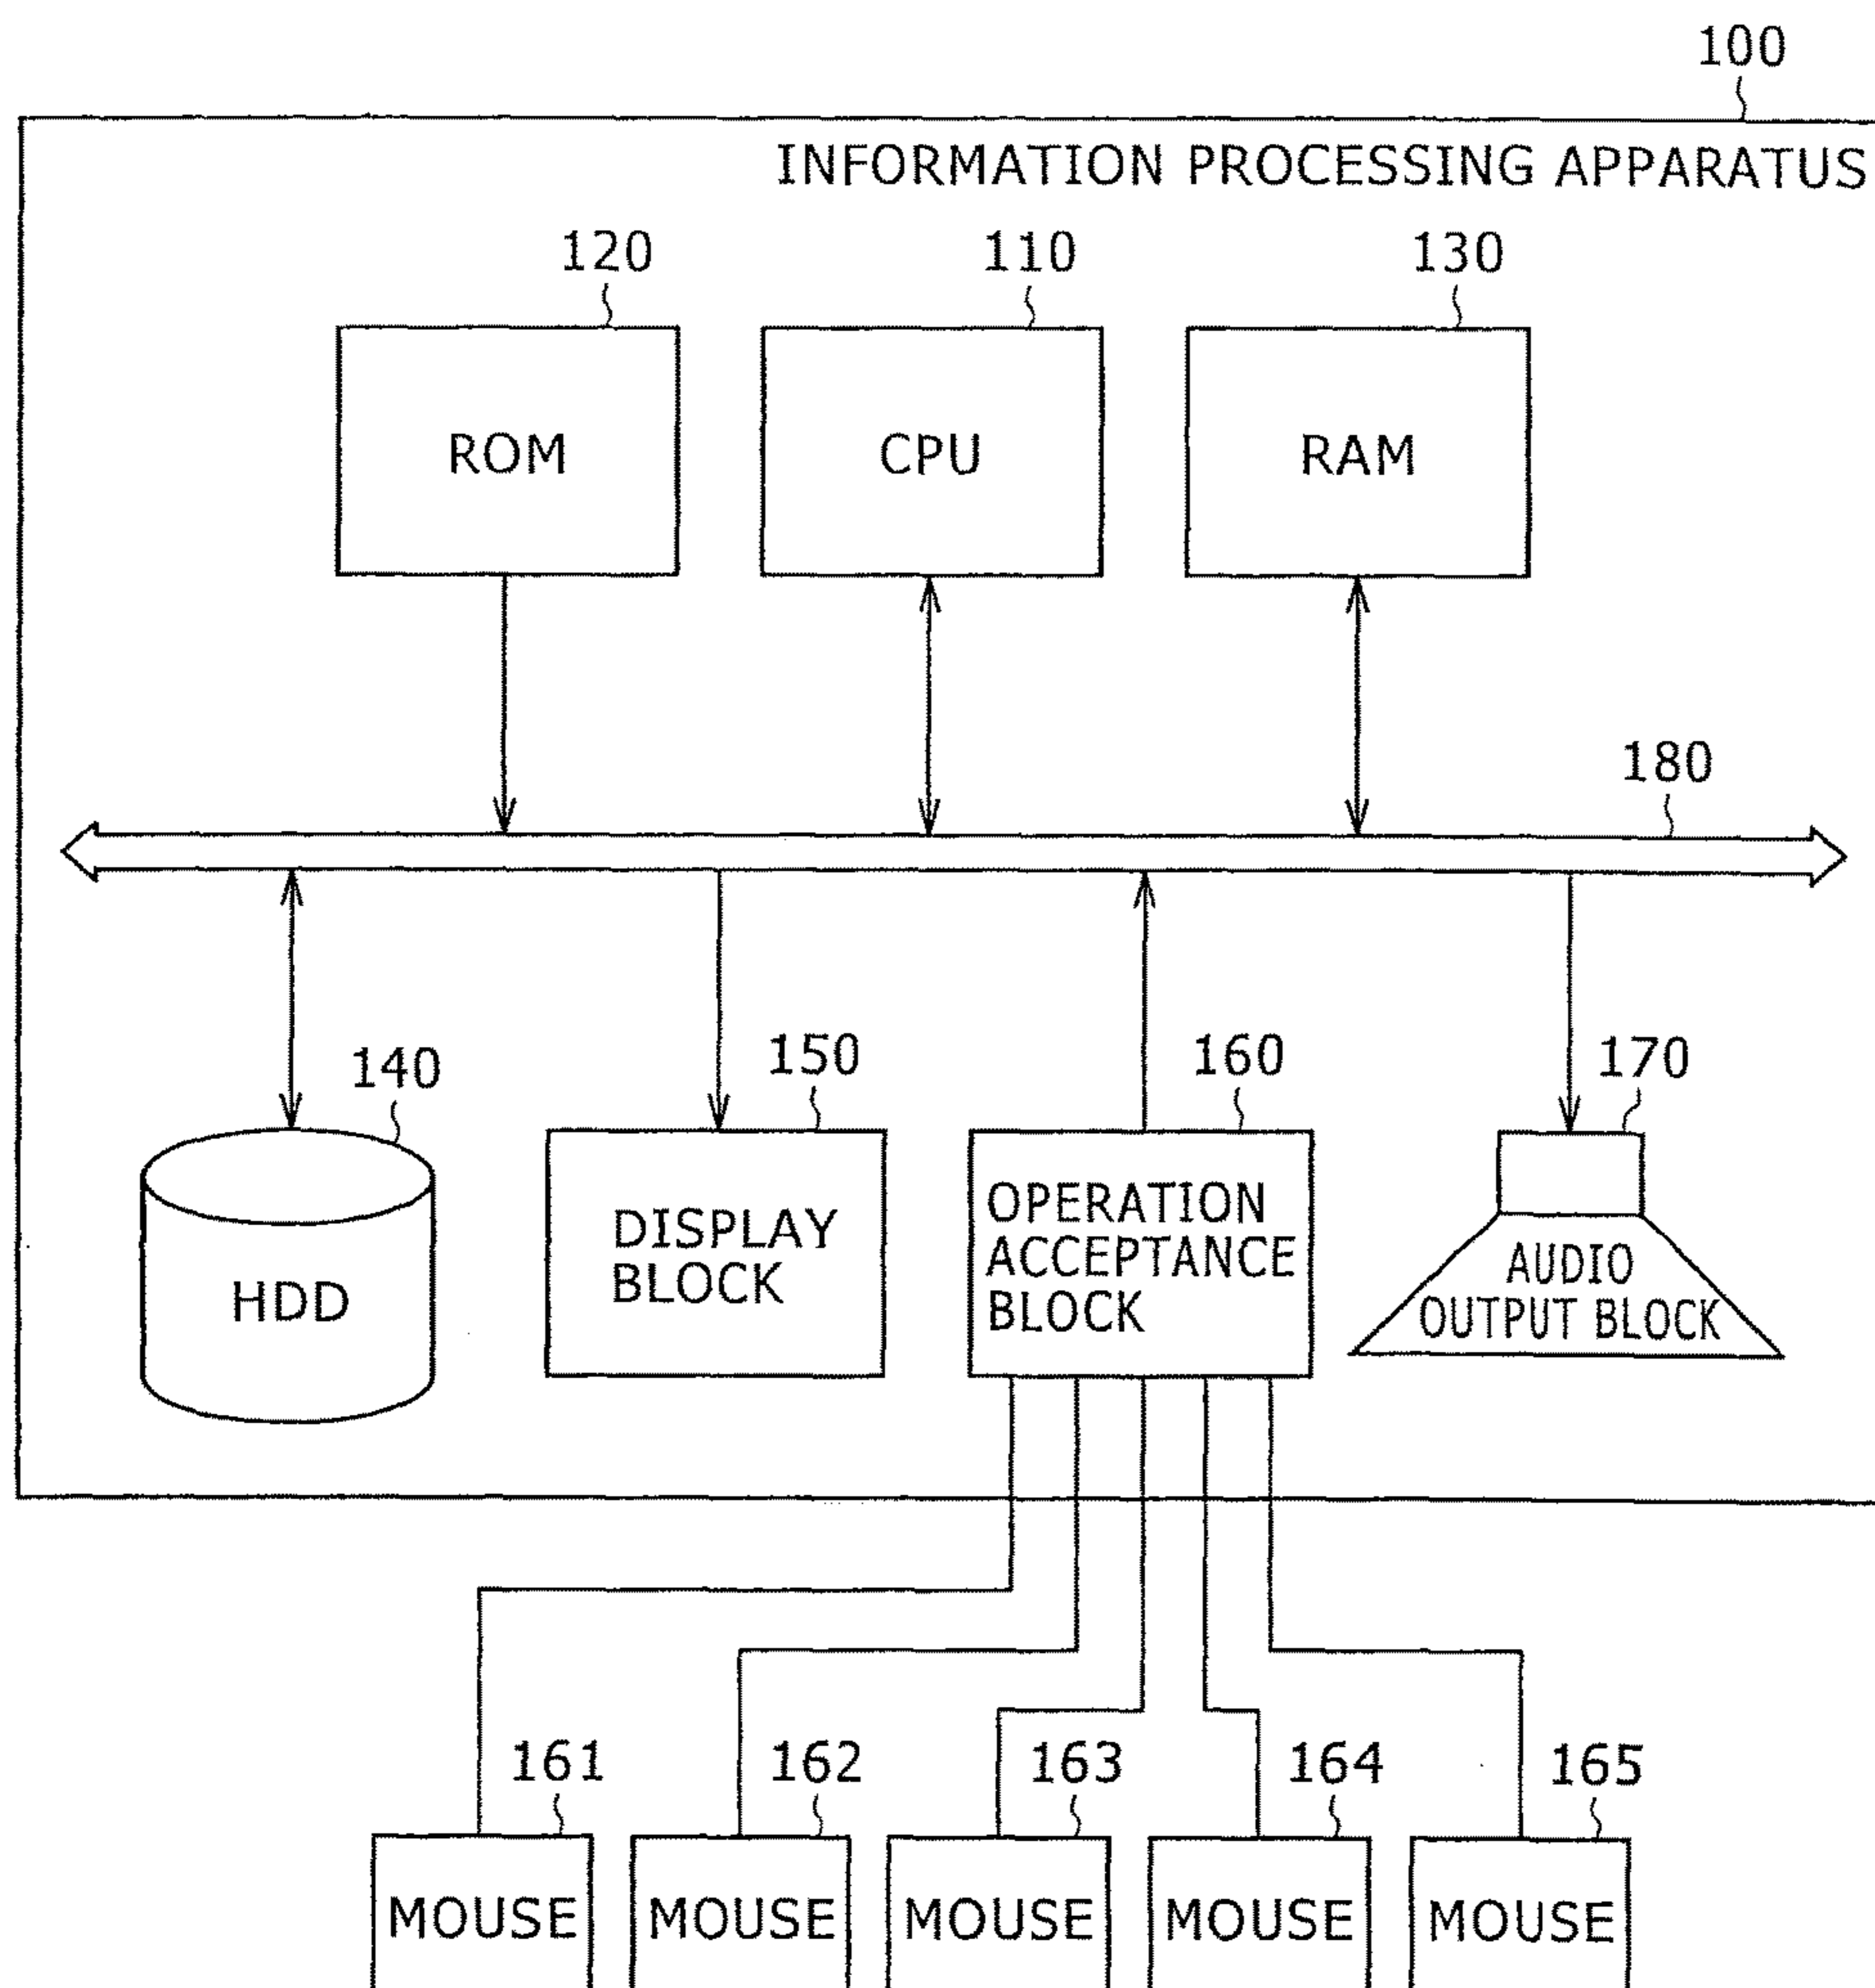 100
INFORMATION PROCESSING APPARATUS
120
110
130
ROM
CPU
RAM
180
140
150
160
170
HDD
DISPLAY
BLOCK
OPERATION
ACCEPTANCE
BLOCK
AUDIO
OUTPUT BLOCK
161
162
163
164
165
MOUSE
MOUSE
MOUSE
MOUSE
MOUSE